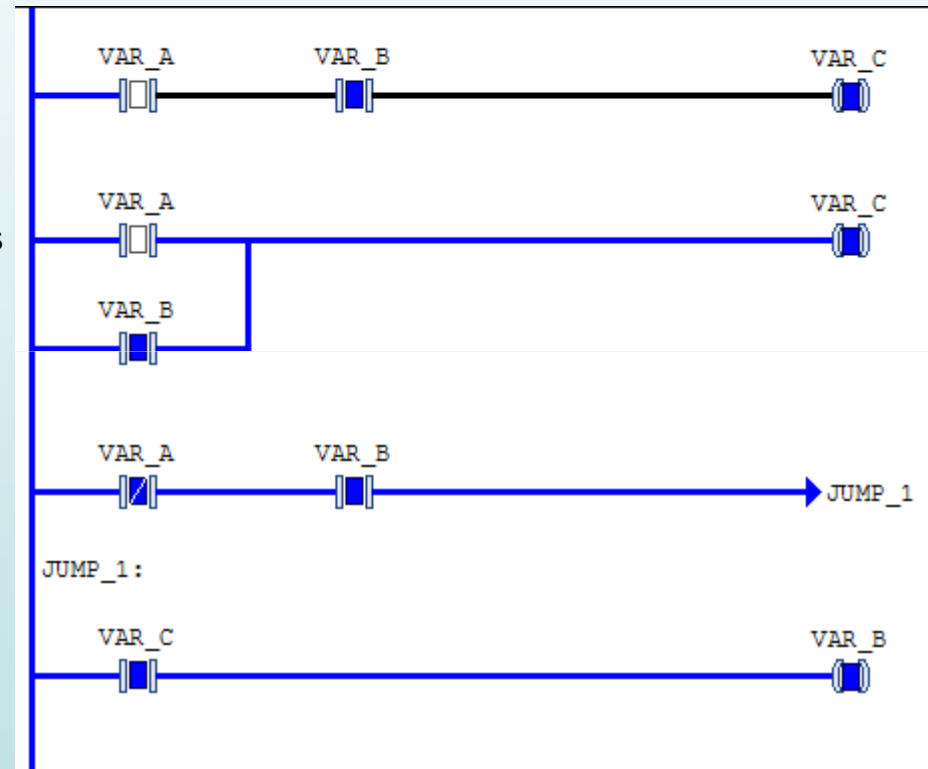 VAR_A VAR_B VAR_C
VAR_A VAR_C
s
VAR_B
VAR_A VAR_B
JUMP_1
JUMP_1:
VAR_C VAR_B